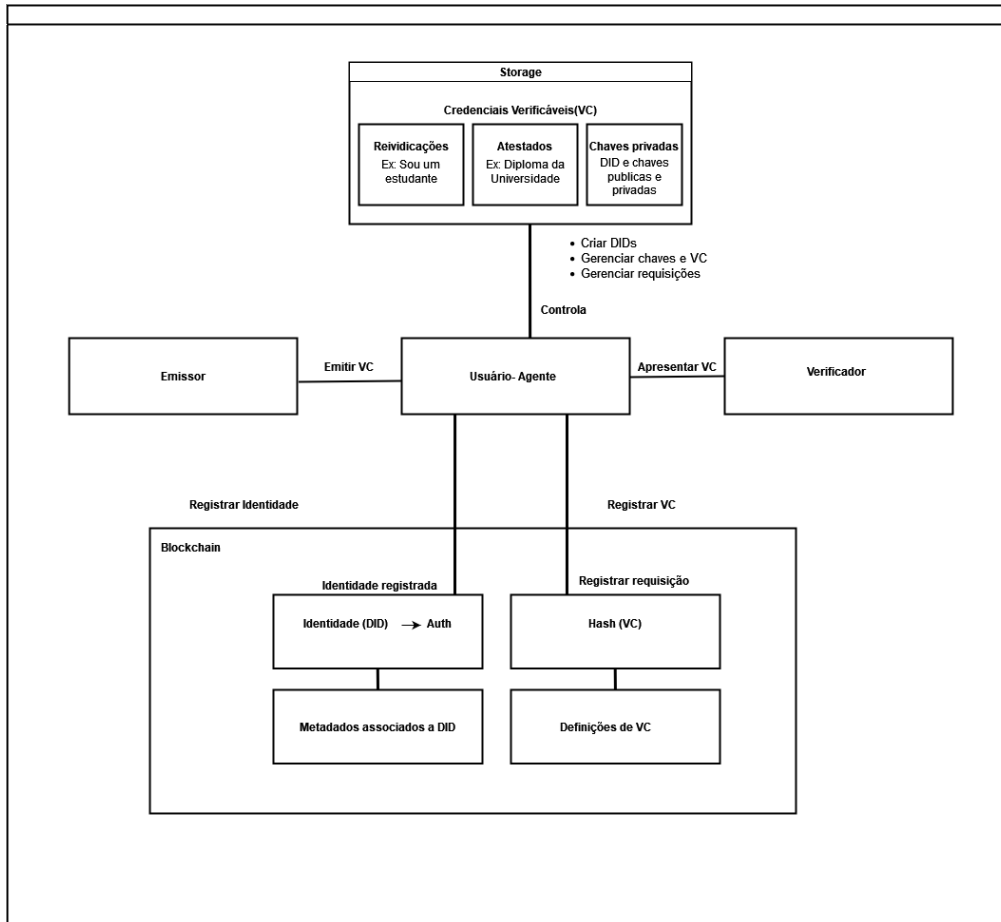 Storage
Credenciais Verificáveis(VC)
Reividicações
Ex: Sou um
estudante
Atestados
Ex: Diploma da
Universidade
Chaves privadas
DID e chaves
publicas e
privadas
• Criar DIDs
• Gerenciar chaves e VC
• Gerenciar requisições
Controla
Emissor
Emitir VC
Usuário- Agente
Apresentar VC
Verificador
Registrar Identidade
Registrar VC
Blockchain
Identidade registrada
Registrar requisição
Identidade (DID) → Auth
Hash (VC)
Metadados associados a DID
Definições de VC